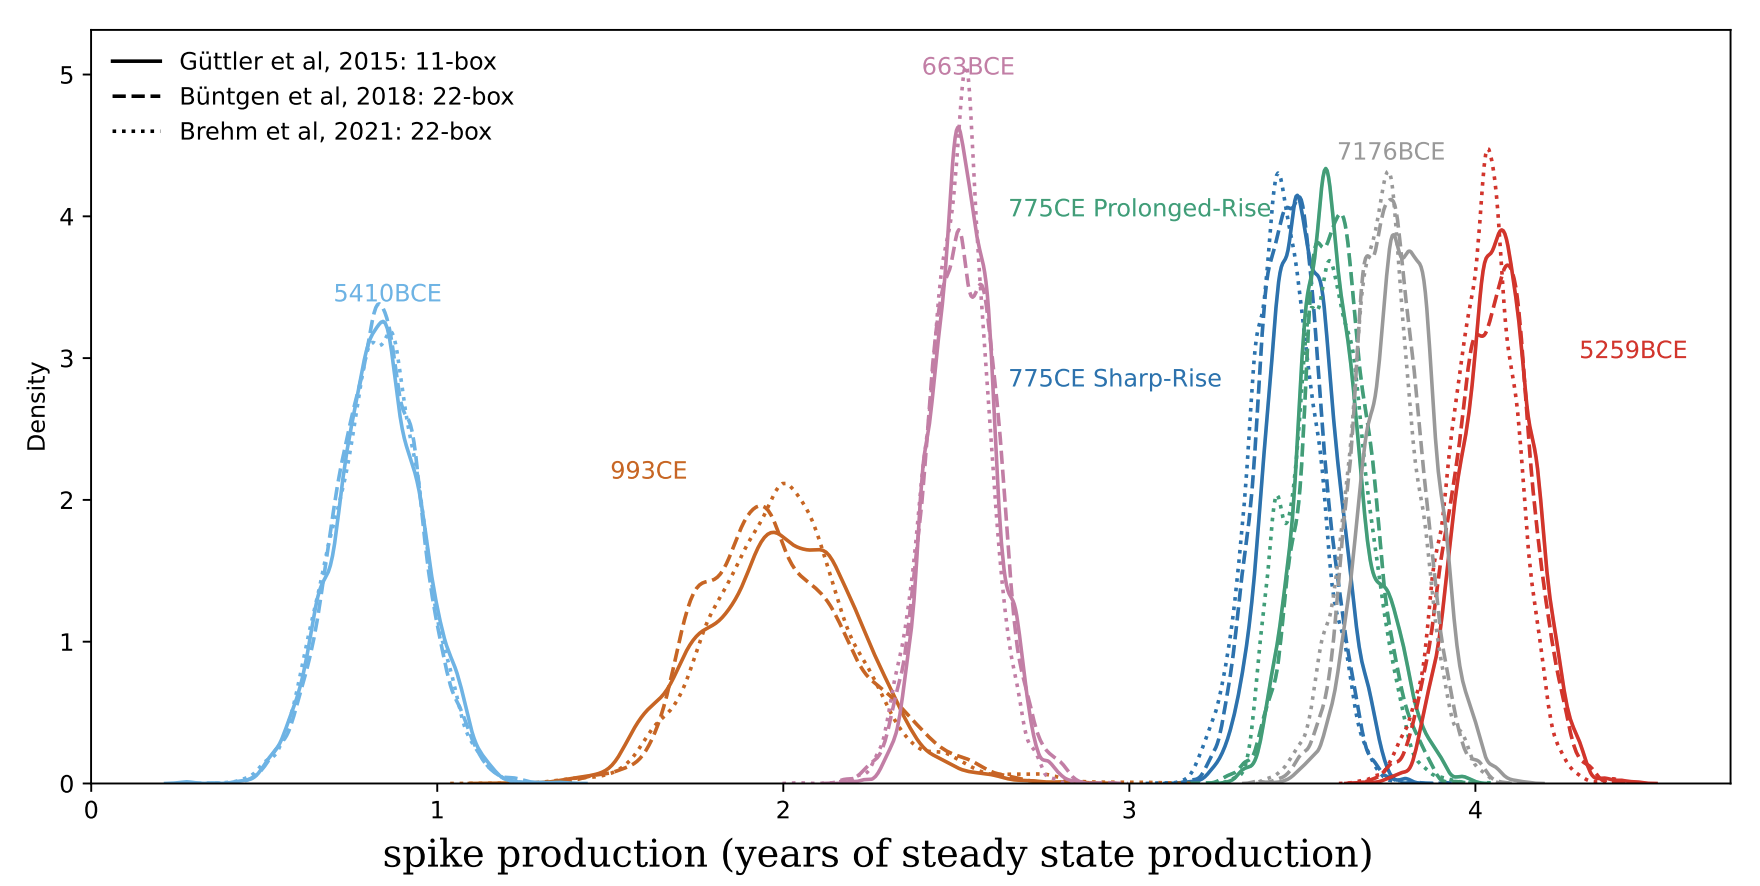 Güttler et al, 2015: 11-box
Büntgen et al, 2018: 22-box
Brehm et al, 2021: 22-box
663BCE
7176BCE
775CE Prolonged-Rise
5410BCE
5259BCE
775CE Sharp-Rise
993CE
Density
5
4
3
2
1
0
0 1 2 3 4
spike production (years of steady state production)